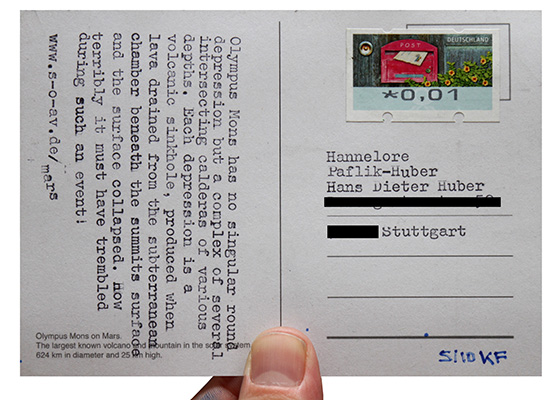 Olympus Mons has no singular round
depression but a complex of several
intersecting calderas of various
depths. Each depression is a
volcanic sinkhole, produced when
lava drained from the subterranean
chamber beneath the summits surface
and the surface collapsed. How
terribly it must have trembled
during such an event!
www.s-o-av.de/mars
Olympus Mons on Mars.
The largest known volcano and mountain in the solar system.
624 km in diameter and 25 km high.
DEUTSCHLAND
POST
*0,01
Hannelore
Paflik-Huber
Hans Dieter Huber
Stuttgart
5/10 KF